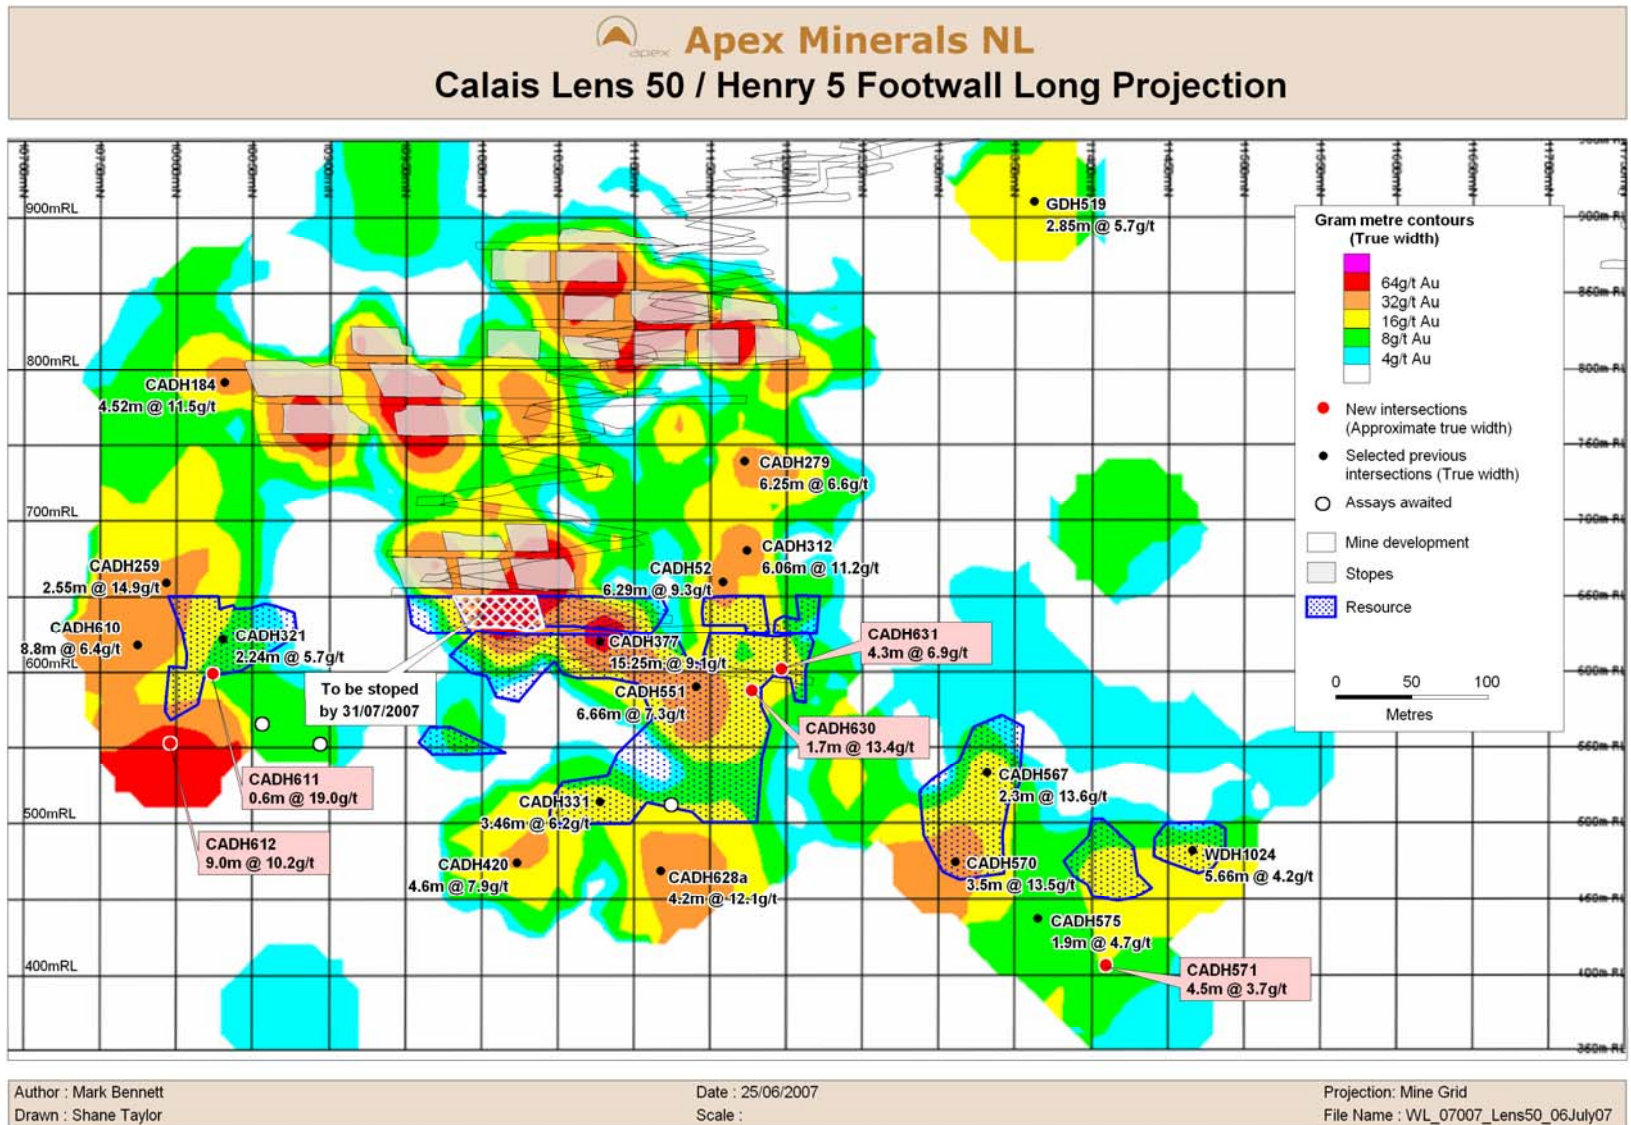 apex
Apex Minerals NL
Calais Lens 50 / Henry 5 Footwall Long Projection
900mRL
GDH519
2.85m @ 5.7g/t
Gram metre contours
(True width)
64g/t Au
32g/t Au
16g/t Au
8g/t Au
4g/t Au
New intersections
(Approximate true width)
Selected previous
intersections (True width)
Assays awaited
Mine development
Stopes
Resource
0 50 100
Metres
800mRL
CADH184
4.52m @ 11.5g/t
CADH279
6.25m @ 6.6g/t
700mRL
CADH312
6.06m @ 11.2g/t
CADH259
2.55m @ 14.9g/t
CADH52
6.29m @ 9.3g/t
CADH610
8.8m @ 6.4g/t
600mRL
CADH321
2.24m @ 5.7g/t
CADH377
15.25m @ 9.1g/t
CADH631
4.3m @ 6.9g/t
To be stoped
by 31/07/2007
CADH551
6.66m @ 7.3g/t
CADH630
1.7m @ 13.4g/t
CADH611
0.6m @ 19.0g/t
CADH567
2.3m @ 13.6g/t
500mRL
CADH331
3.46m @ 6.2g/t
CADH612
9.0m @ 10.2g/t
CADH420
4.6m @ 7.9g/t
CADH628a
4.2m @ 12.1g/t
CADH570
3.5m @ 13.5g/t
WDH1024
5.66m @ 4.2g/t
CADH575
1.9m @ 4.7g/t
400mRL
CADH571
4.5m @ 3.7g/t
Author : Mark Bennett
Date : 25/06/2007
Projection: Mine Grid
Drawn : Shane Taylor
Scale :
File Name : WL_07007_Lens50_06July07